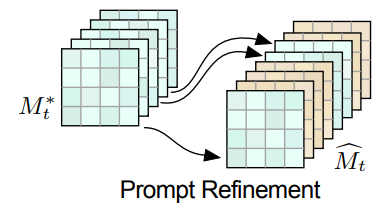 $M_t^*$
$\widehat{M_t}$
Prompt Refinement